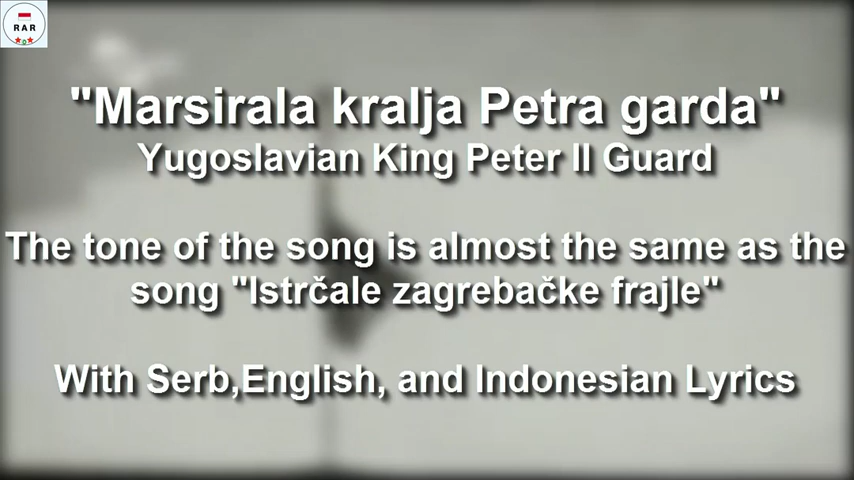 RAR
"Marsirala kralja Petra garda"
Yugoslavian King Peter II Guard
The tone of the song is almost the same as the
song "Istrčale zagrebačke frajle"
With Serb,English, and Indonesian Lyrics